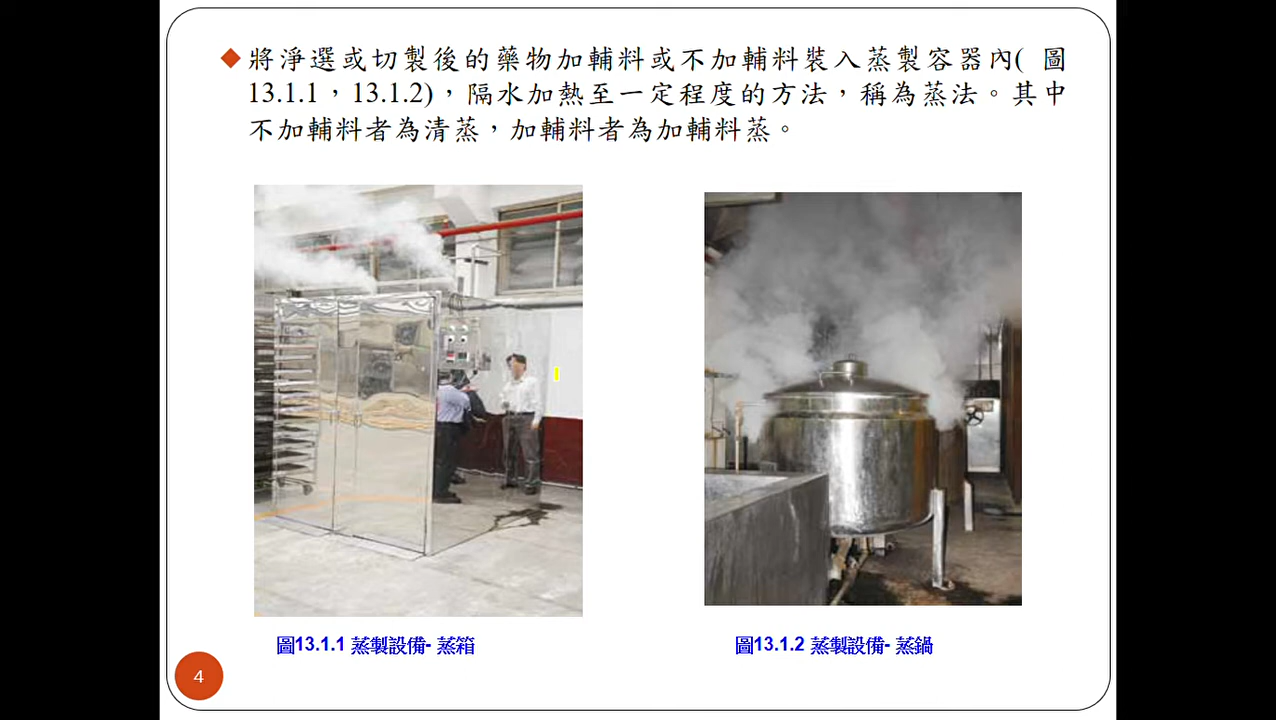 將淨選或切製後的藥物加輔料或不加輔料裝入蒸製容器內( 圖
13.1.1，13.1.2)，隔水加熱至一定程度的方法，稱為蒸法。其中
不加輔料者為清蒸，加輔料者為加輔料蒸。
圖13.1.1 蒸製設備- 蒸箱
圖13.1.2 蒸製設備- 蒸鍋
4